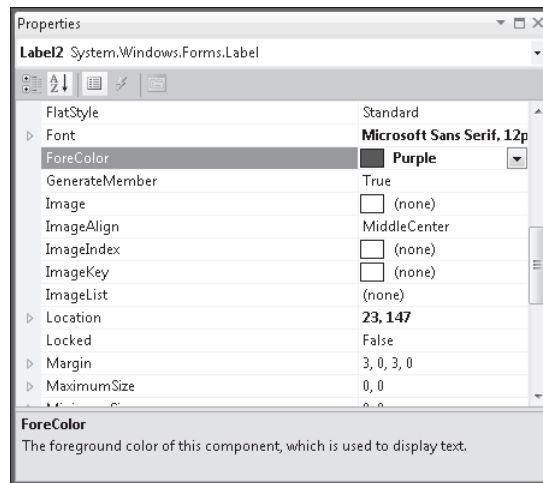 Properties
Label2 System.Windows.Forms.Label
FlatStyle Standard
Font Microsoft Sans Serif, 12p
ForeColor Purple
GenerateMember True
Image (none)
ImageAlign MiddleCenter
ImageIndex (none)
ImageKey (none)
ImageList (none)
Location 23, 147
Locked False
Margin 3, 0, 3, 0
MaximumSize 0, 0
ForeColor
The foreground color of this component, which is used to display text.